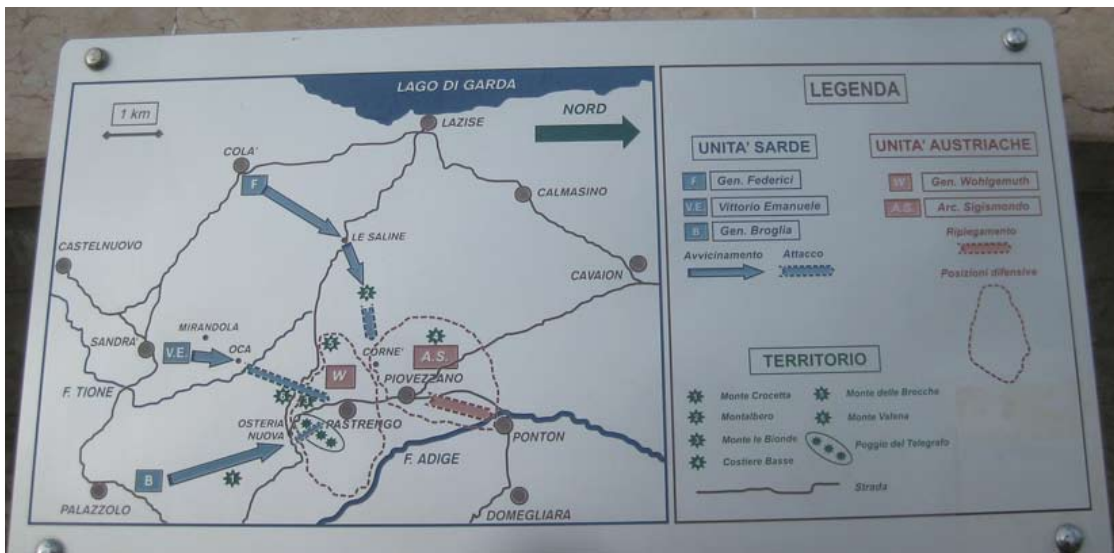 LAGO DI GARDA
1 km
NORD
LAZISE
COLA'
F
CALMASINO
LE SALINE
CASTELNUOVO
CAVAION
MIRANDOLA
SANDRA'
V.E.
OCA
CORNE'
A.S.
W
PIOVEZZANO
F. TIONE
OSTERIA
NUOVA
PASTRENGO
PONTON
F. ADIGE
B
PALAZZOLO
DOMEGLIARA
LEGENDA
UNITA' SARDE
F Gen. Federici
V.E. Vittorio Emanuele
B Gen. Broglia
Avvicinamento Attacco
UNITA' AUSTRIACHE
W Gen. Wohlgemuth
A.S. Arc. Sigismondo
Ripiegamento
Posizioni difensive
TERRITORIO
Monte Crocetta
Montalbero
Monte le Bionde
Costiere Basse
Monte delle Brocche
Monte Valena
Poggio del Telegrafo
Strada